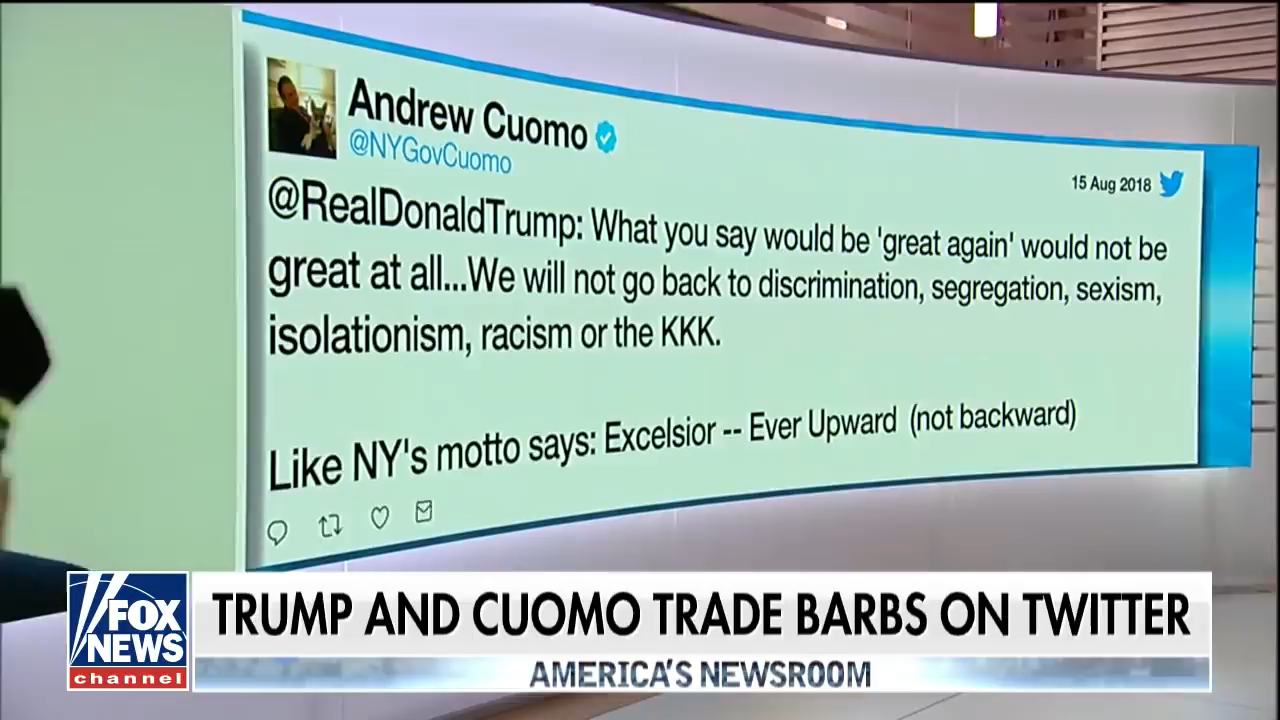 Andrew Cuomo
@NYGovCuomo
15 Aug 2018
@RealDonaldTrump: What you say would be 'great again' would not be
great at all...We will not go back to discrimination, segregation, sexism,
isolationism, racism or the KKK.
Like NY's motto says: Excelsior -- Ever Upward (not backward)
FOX
NEWS
channel
TRUMP AND CUOMO TRADE BARBS ON TWITTER
AMERICA'S NEWSROOM